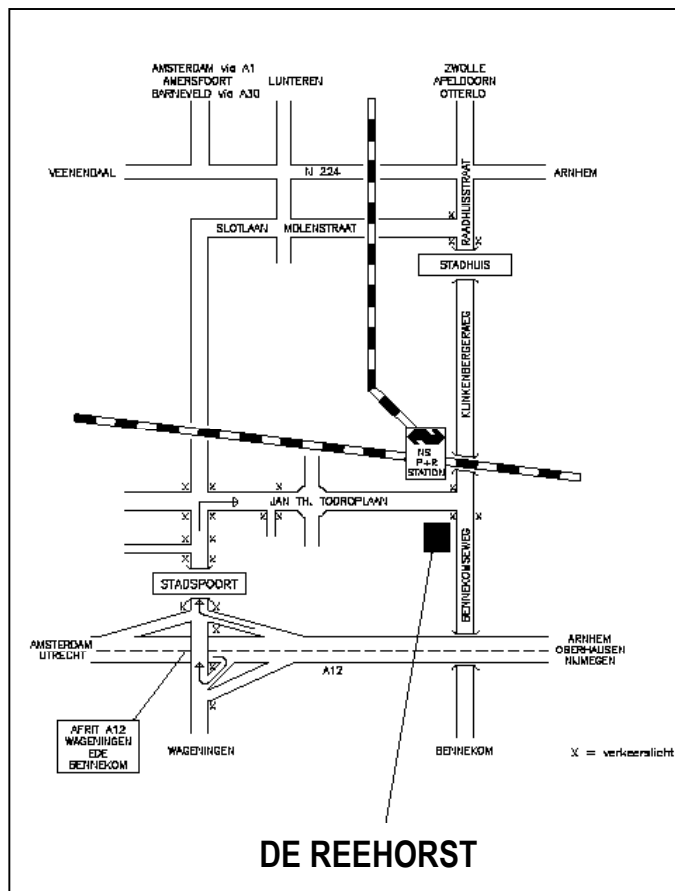 AMSTERDAM via A1
AMERSFOORT
BARNEVELD via A30
LUNTEREN
ZWOLLE
APELDOORN
OTTERLO
VEENENDAAL
N 224
ARNHEM
RAADHUISSTRAAT
SLOTLAAN
MOLENSTRAAT
X
X X
STADHUIS
KLINKENBERGERWEG
NS
P+R
STATION
X X X X
JAN TH. TOOROPLAAN
X
X X X X X X
X X
BENNEKOMSEWEG
X X
STADSPOORT
X X
X
AMSTERDAM
UTRECHT
ARNHEM
OBERHAUSEN
NIJMEGEN
A12
X
X
AFRIT A12
WAGENINGEN
EDE
BENNEKOM
WAGENINGEN
BENNEKOM
X = verkeerslicht
DE REEHORST